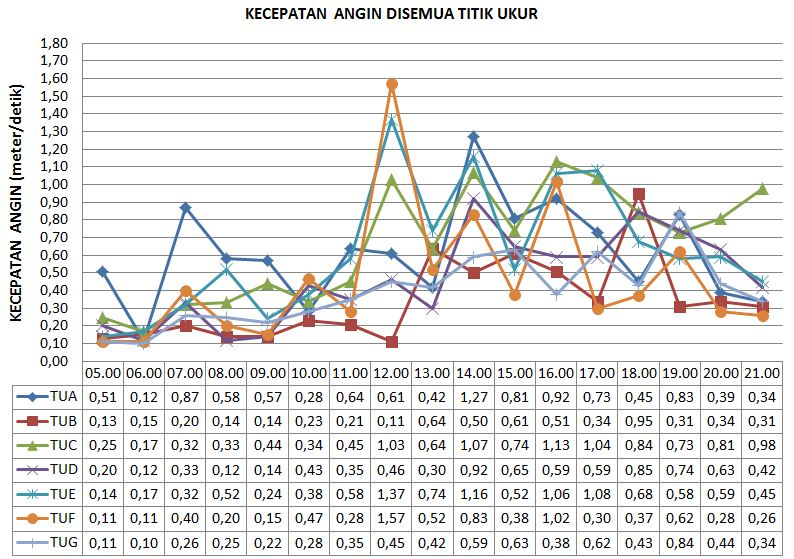 KECEPATAN ANGIN DISEMUA TITIK UKUR
KECEPATAN ANGIN (meter/detik)
1,80
1,70
1,60
1,50
1,40
1,30
1,20
1,10
1,00
0,90
0,80
0,70
0,60
0,50
0,40
0,30
0,20
0,10
0,00
05.00 06.00 07.00 08.00 09.00 10.00 11.00 12.00 13.00 14.00 15.00 16.00 17.00 18.00 19.00 20.00 21.00
TUA 0,51 0,12 0,87 0,58 0,57 0,28 0,64 0,61 0,42 1,27 0,81 0,92 0,73 0,45 0,83 0,39 0,34
TUB 0,13 0,15 0,20 0,14 0,14 0,23 0,21 0,11 0,64 0,50 0,61 0,51 0,34 0,95 0,31 0,34 0,31
TUC 0,25 0,17 0,32 0,33 0,44 0,34 0,45 1,03 0,64 1,07 0,74 1,13 1,04 0,84 0,73 0,81 0,98
TUD 0,20 0,12 0,33 0,12 0,14 0,43 0,35 0,46 0,30 0,92 0,65 0,59 0,59 0,85 0,74 0,63 0,42
TUE 0,14 0,17 0,32 0,52 0,24 0,38 0,58 1,37 0,74 1,16 0,52 1,06 1,08 0,68 0,58 0,59 0,45
TUF 0,11 0,11 0,40 0,20 0,15 0,47 0,28 1,57 0,52 0,83 0,38 1,02 0,30 0,37 0,62 0,28 0,26
TUG 0,11 0,10 0,26 0,25 0,22 0,28 0,35 0,45 0,42 0,59 0,63 0,38 0,62 0,43 0,84 0,44 0,34